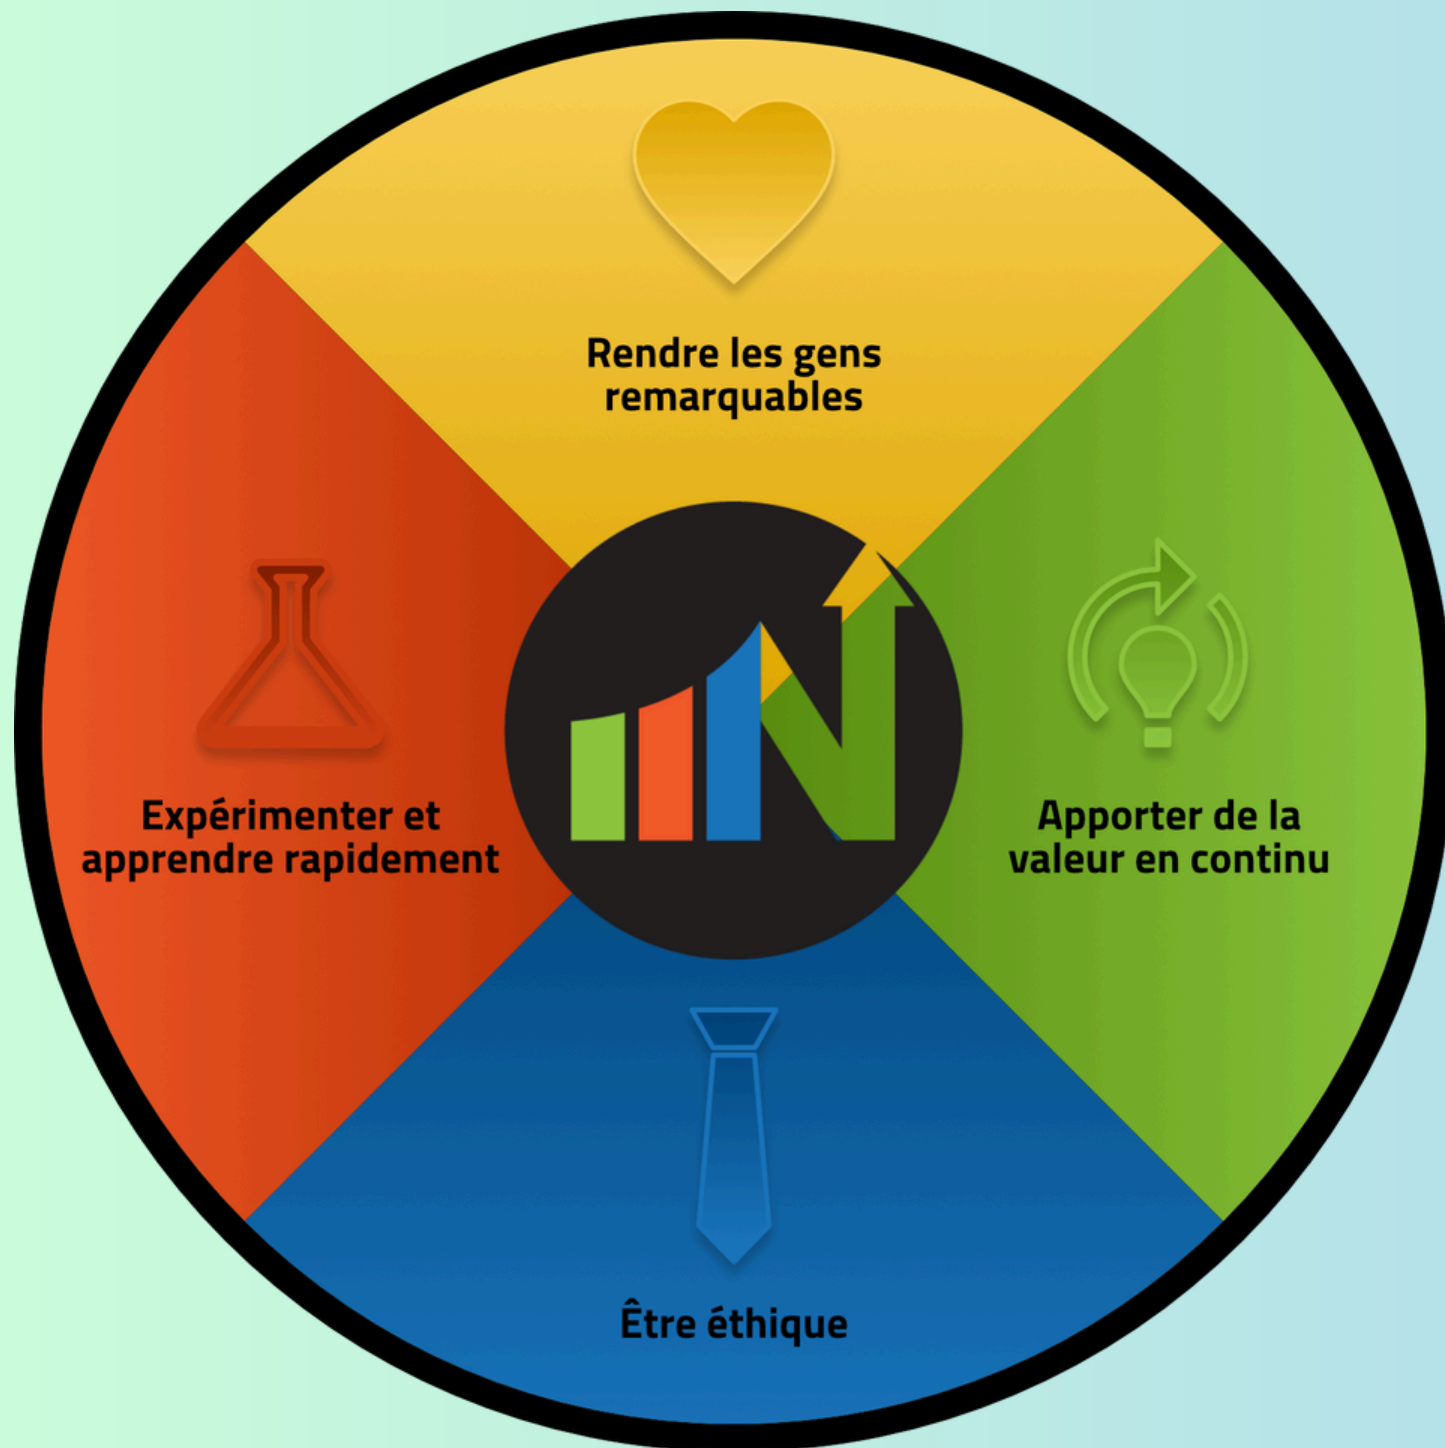 Rendre les gens
remarquables
Expérimenter et
apprendre rapidement
Apporter de la
valeur en continu
Être éthique